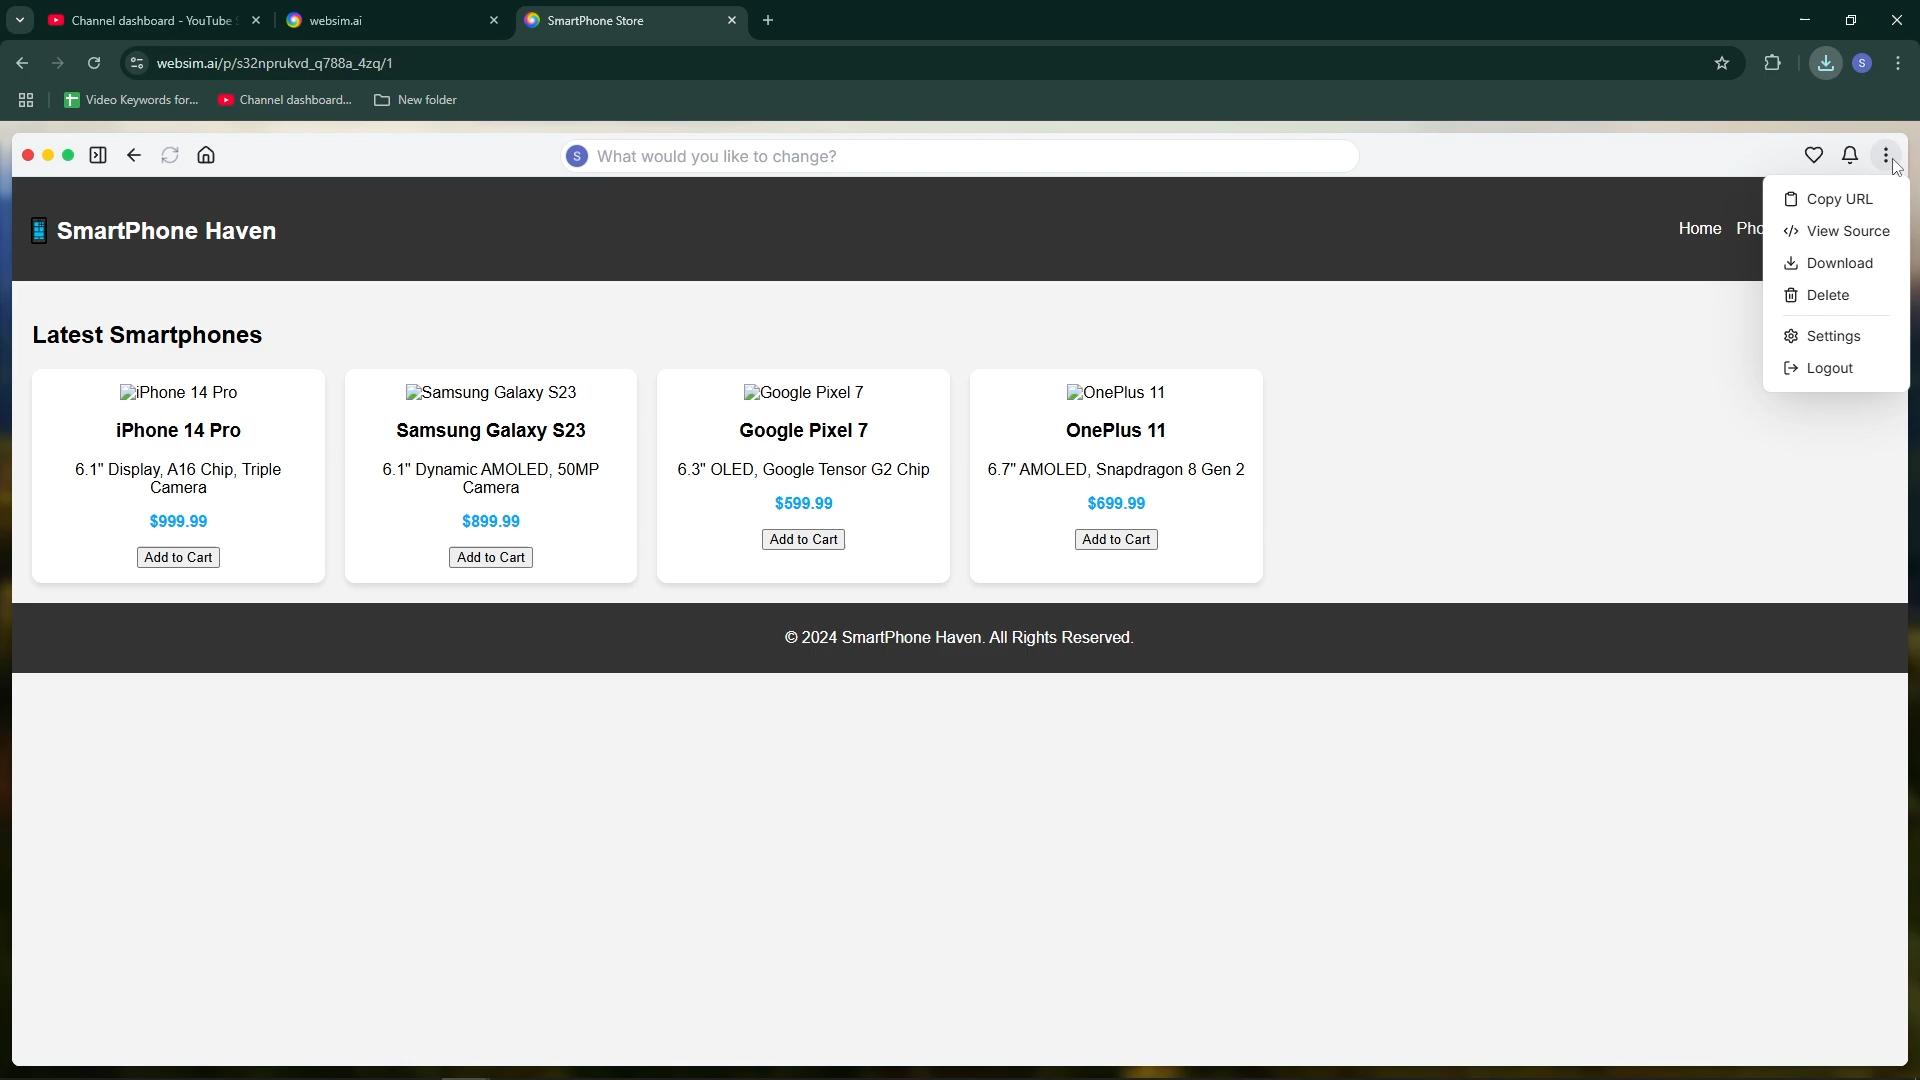 Channel dashboard - YouTube
websim.ai
SmartPhone Store
websim.ai/p/s32nprukvd_q788a_4zq/1
S
Video Keywords for...
Channel dashboard...
New folder
S
What would you like to change?
Copy URL
View Source
Download
Delete
Settings
Logout
SmartPhone Haven
Home
Pho
Latest Smartphones
iPhone 14 Pro
Samsung Galaxy S23
Google Pixel 7
OnePlus 11
iPhone 14 Pro
Samsung Galaxy S23
Google Pixel 7
OnePlus 11
6.1" Display, A16 Chip, Triple
Camera
6.1" Dynamic AMOLED, 50MP
Camera
6.3" OLED, Google Tensor G2 Chip
6.7" AMOLED, Snapdragon 8 Gen 2
$999.99
$899.99
$599.99
$699.99
Add to Cart
Add to Cart
Add to Cart
Add to Cart
© 2024 SmartPhone Haven. All Rights Reserved.